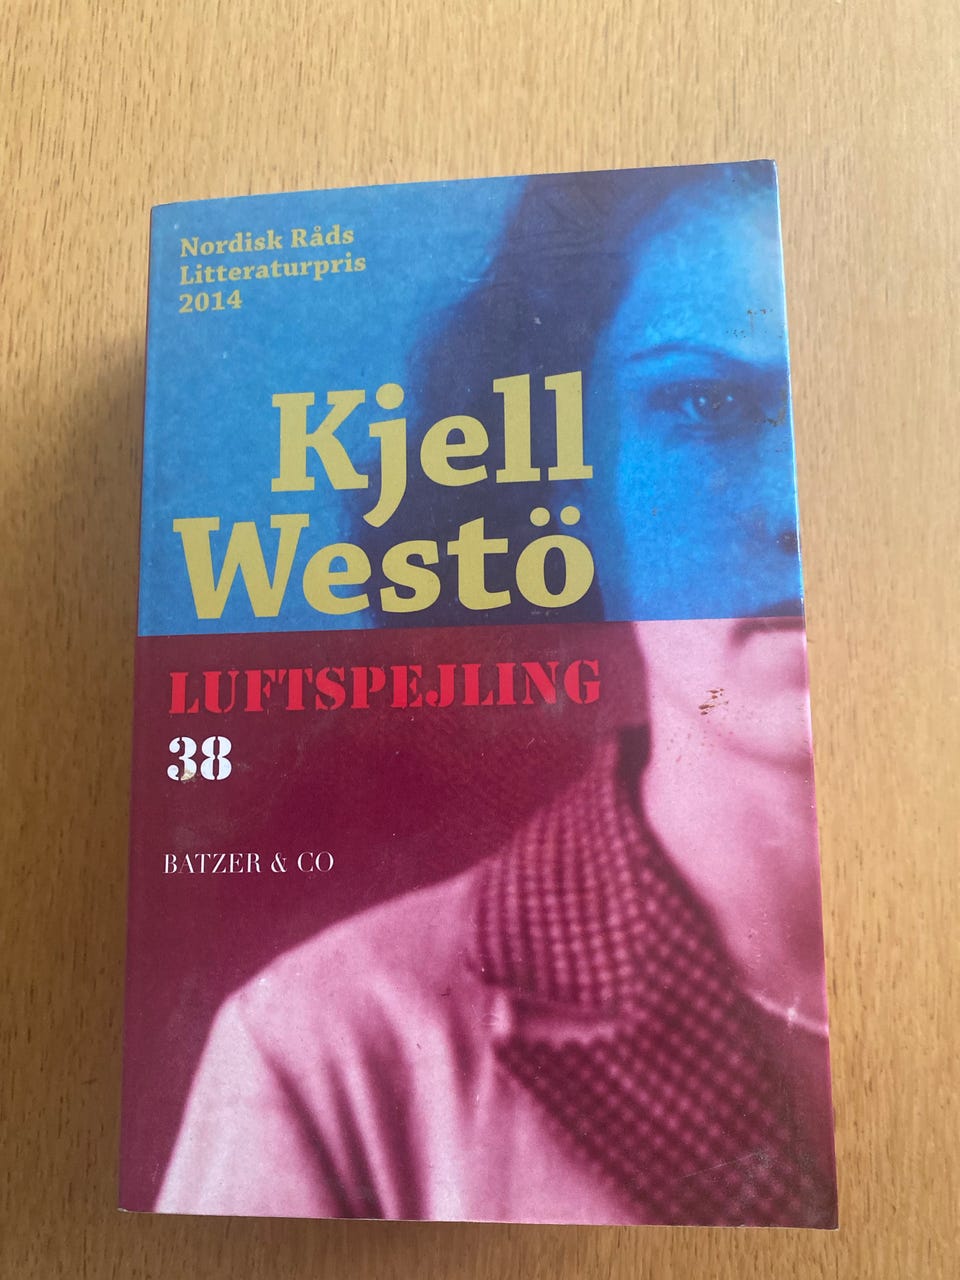 Nordisk Råds
Litteraturpris
2014
Kjell
Westö
LUFTSPEJLING
38
BATZER & CO